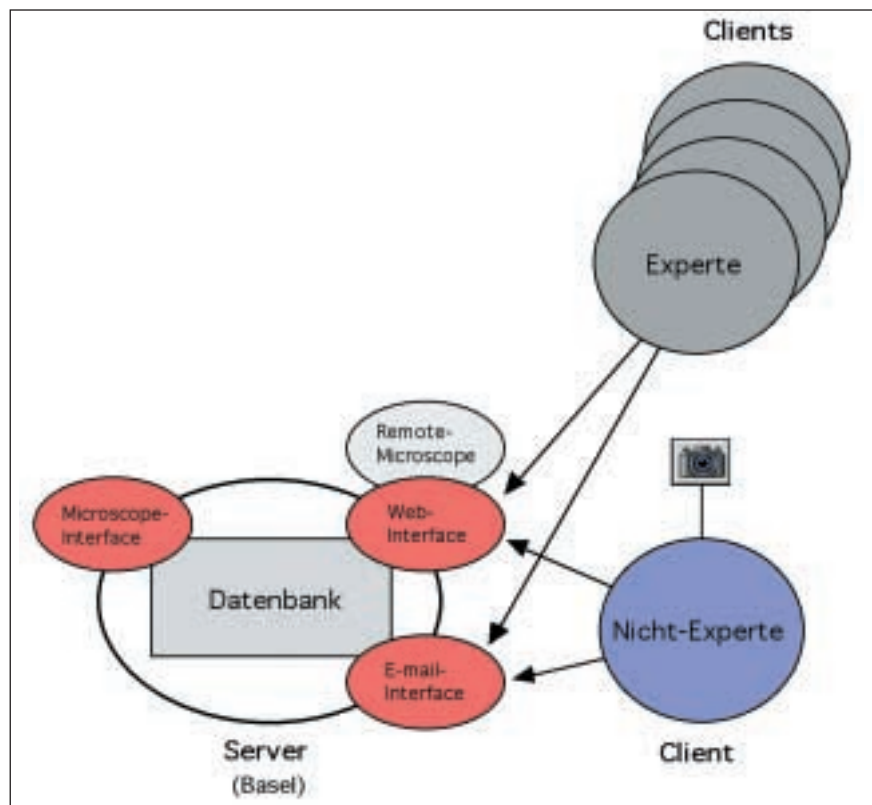 Clients
Experte
Remote-
Microscope
Microscope-
Interface
Web-
Interface
Datenbank
Nicht-Experte
E-mail-
Interface
Server
(Basel)
Client